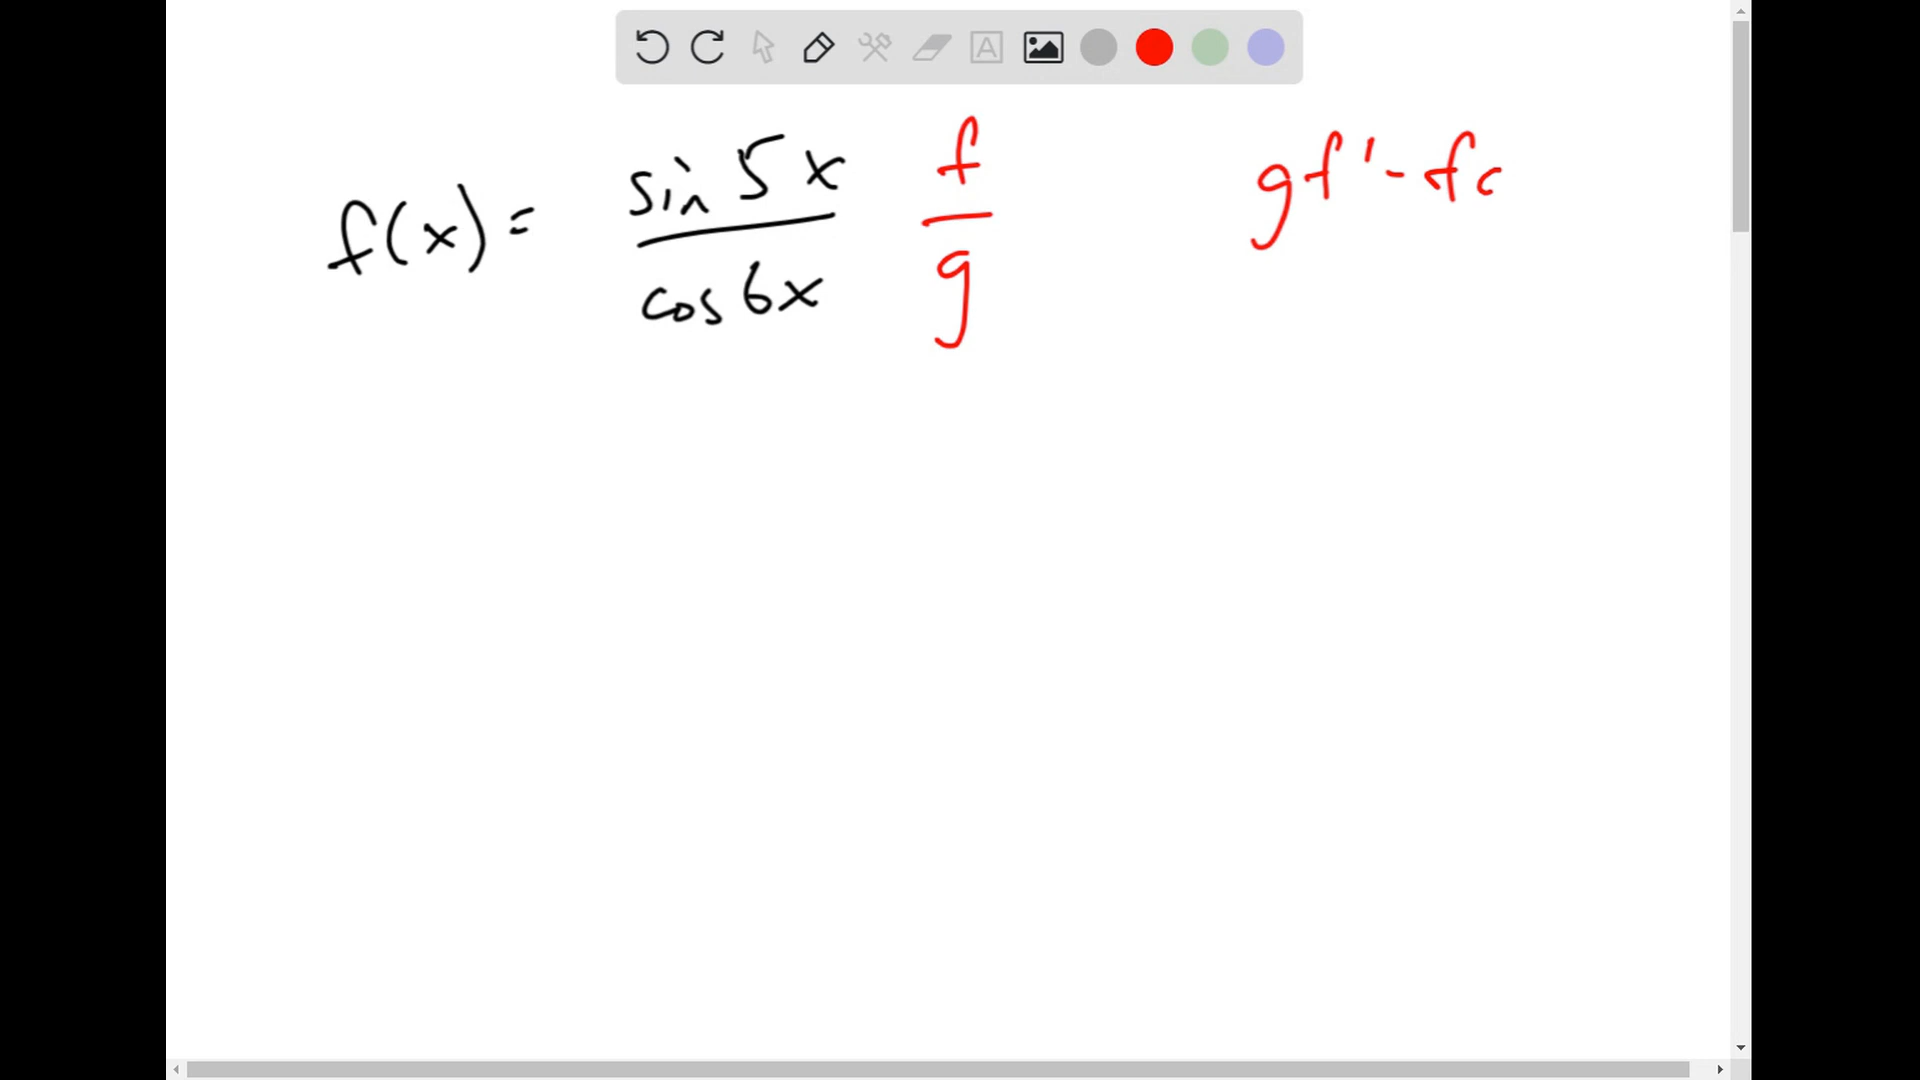 f(x) = sin 5x / cos 6x
f / g
gf' - fc
A